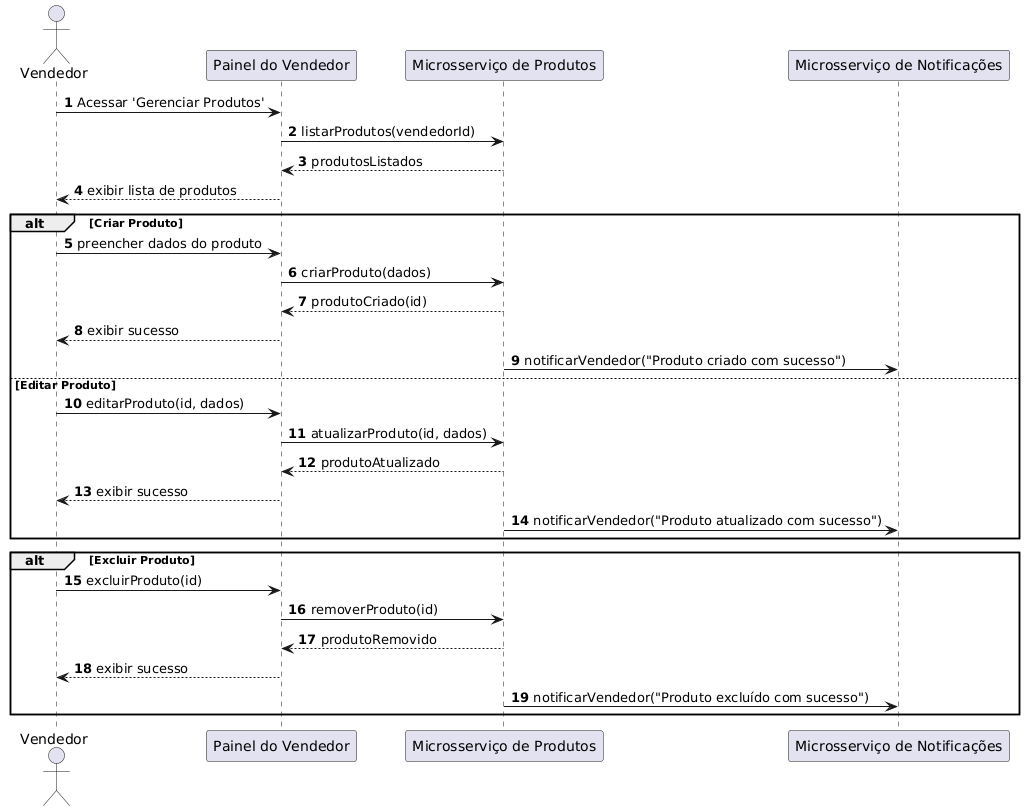 Vendedor
Painel do Vendedor
Microsserviço de Produtos
Microsserviço de Notificações
1 Acessar 'Gerenciar Produtos'
2 listarProdutos(vendedorId)
3 produtosListados
4 exibir lista de produtos
alt [Criar Produto]
5 preencher dados do produto
6 criarProduto(dados)
7 produtoCriado(id)
8 exibir sucesso
9 notificarVendedor("Produto criado com sucesso")
[Editar Produto]
10 editarProduto(id, dados)
11 atualizarProduto(id, dados)
12 produtoAtualizado
13 exibir sucesso
14 notificarVendedor("Produto atualizado com sucesso")
alt [Excluir Produto]
15 excluirProduto(id)
16 removerProduto(id)
17 produtoRemovido
18 exibir sucesso
19 notificarVendedor("Produto excluído com sucesso")
Vendedor
Painel do Vendedor
Microsserviço de Produtos
Microsserviço de Notificações